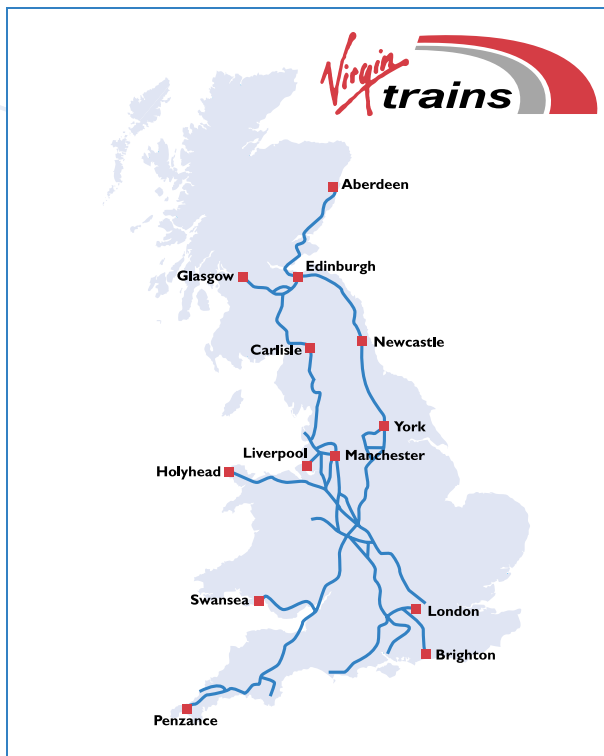 Virgin
trains
Aberdeen
Edinburgh
Glasgow
Newcastle
Carlisle
York
Liverpool
Manchester
Holyhead
Swansea
London
Brighton
Penzance